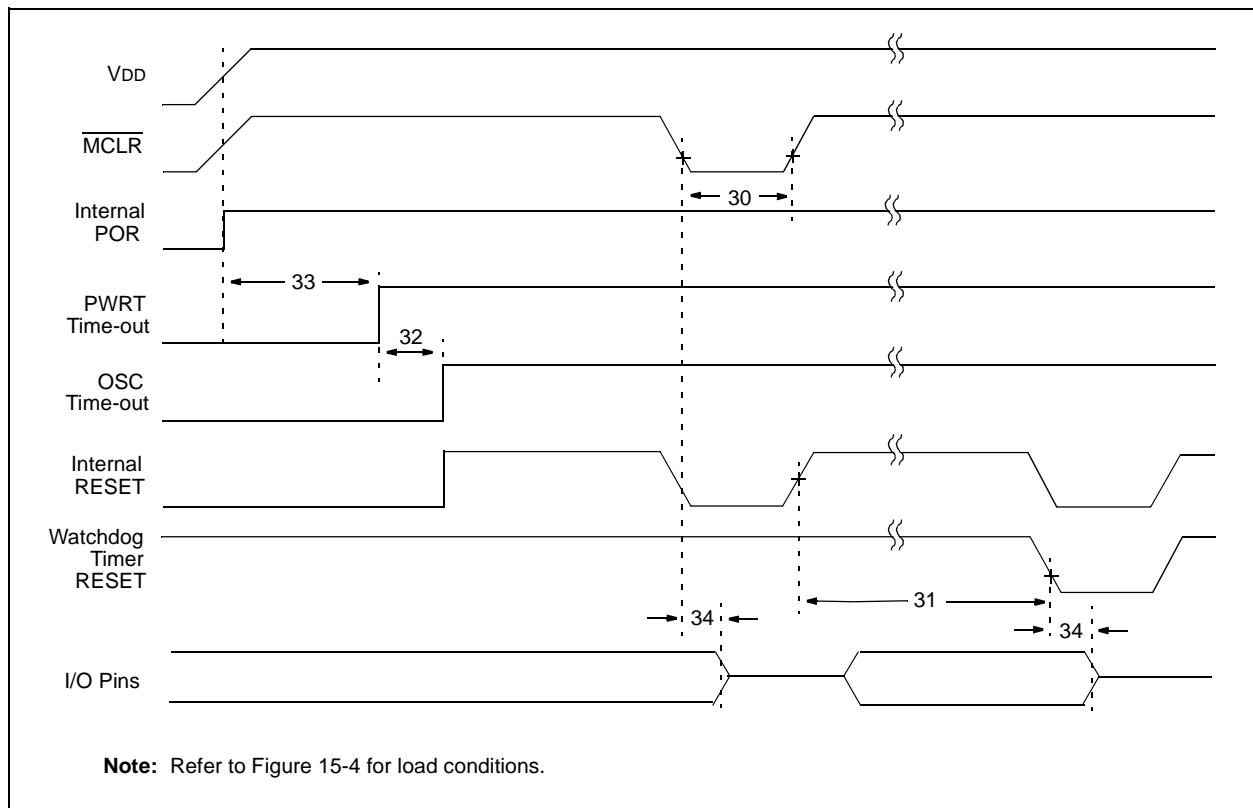 VDD
MCLR
30
Internal
POR
33
PWRT
Time-out
32
OSC
Time-out
Internal
RESET
Watchdog
Timer
RESET
31
34
34
I/O Pins
Note: Refer to Figure 15-4 for load conditions.